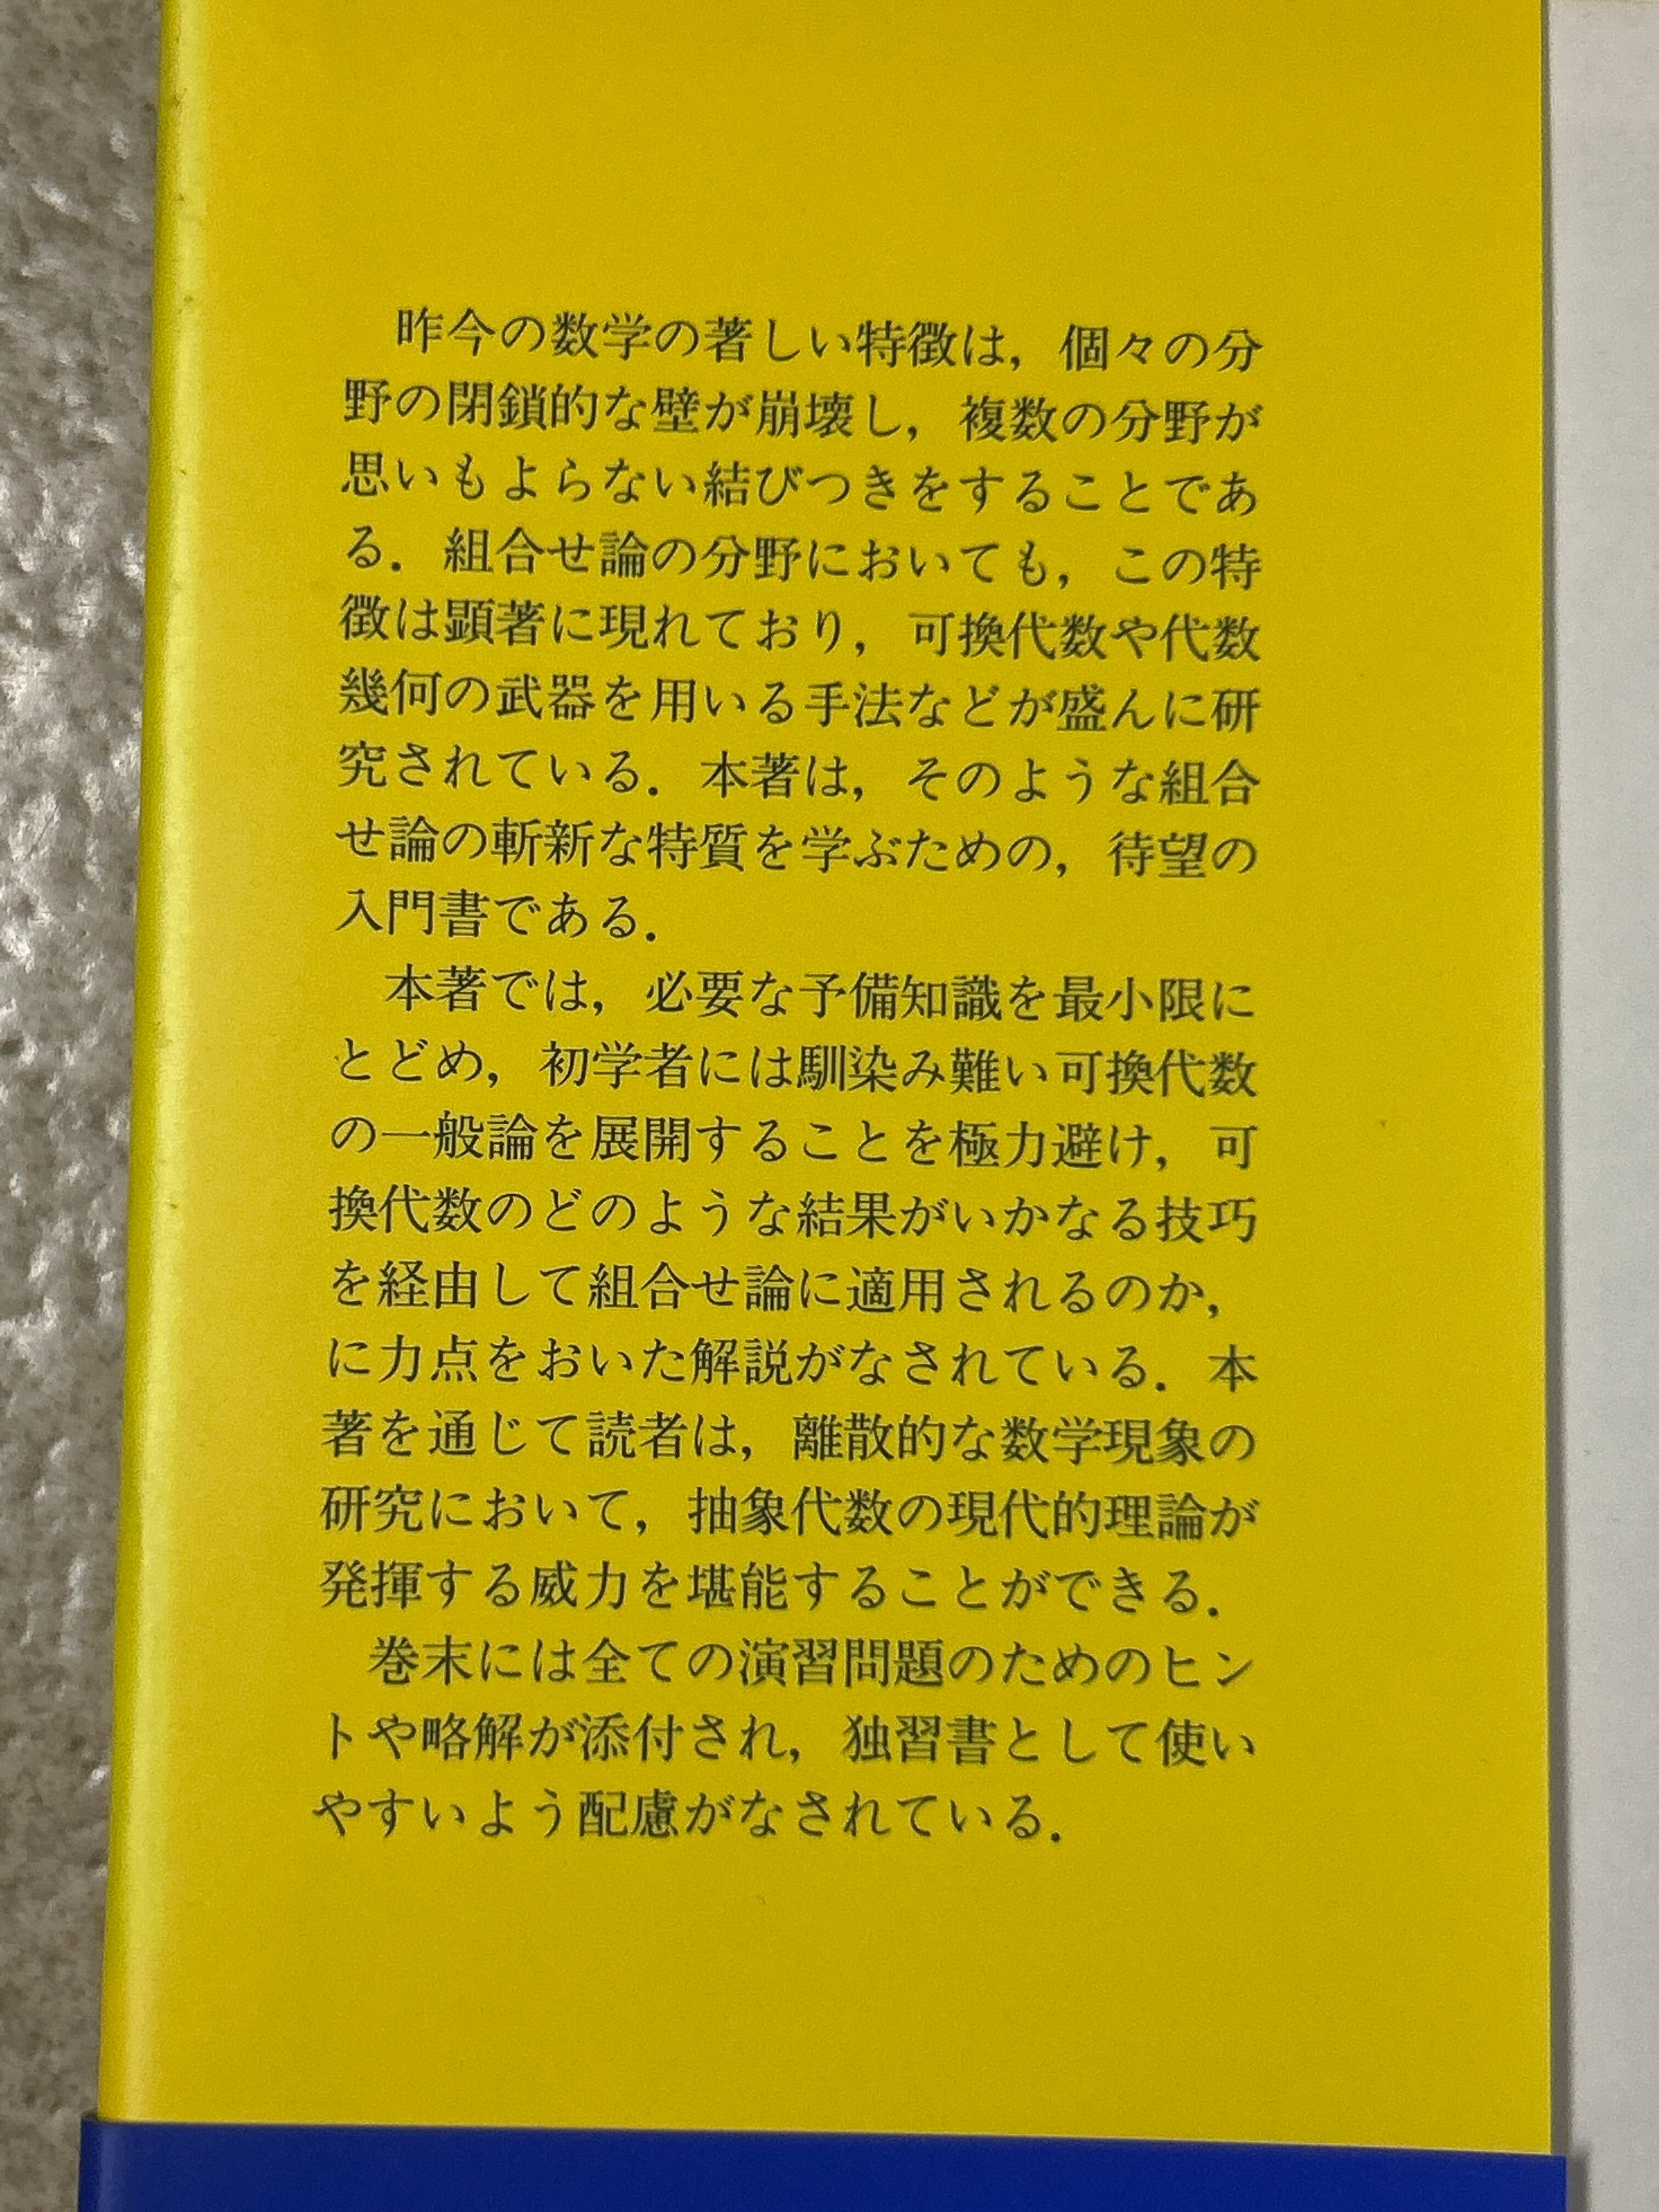 昨今の数学の著しい特徴は，個々の分
野の閉鎖的な壁が崩壊し，複数の分野が
思いもよらない結びつきをすることであ
る．組合せ論の分野においても，この特
徴は顕著に現れており，可換代数や代数
幾何の武器を用いる手法などが盛んに研
究されている．本著は，そのような組合
せ論の斬新な特質を学ぶための，待望の
入門書である．
本著では，必要な予備知識を最小限に
とどめ，初学者には馴染み難い可換代数
の一般論を展開することを極力避け，可
換代数のどのような結果がいかなる技巧
を経由して組合せ論に適用されるのか，
に力点をおいた解説がなされている．本
著を通じて読者は，離散的な数学現象の
研究において，抽象代数の現代的理論が
発揮する威力を堪能することができる．
巻末には全ての演習問題のためのヒン
トや略解が添付され，独習書として使い
やすいよう配慮がなされている．